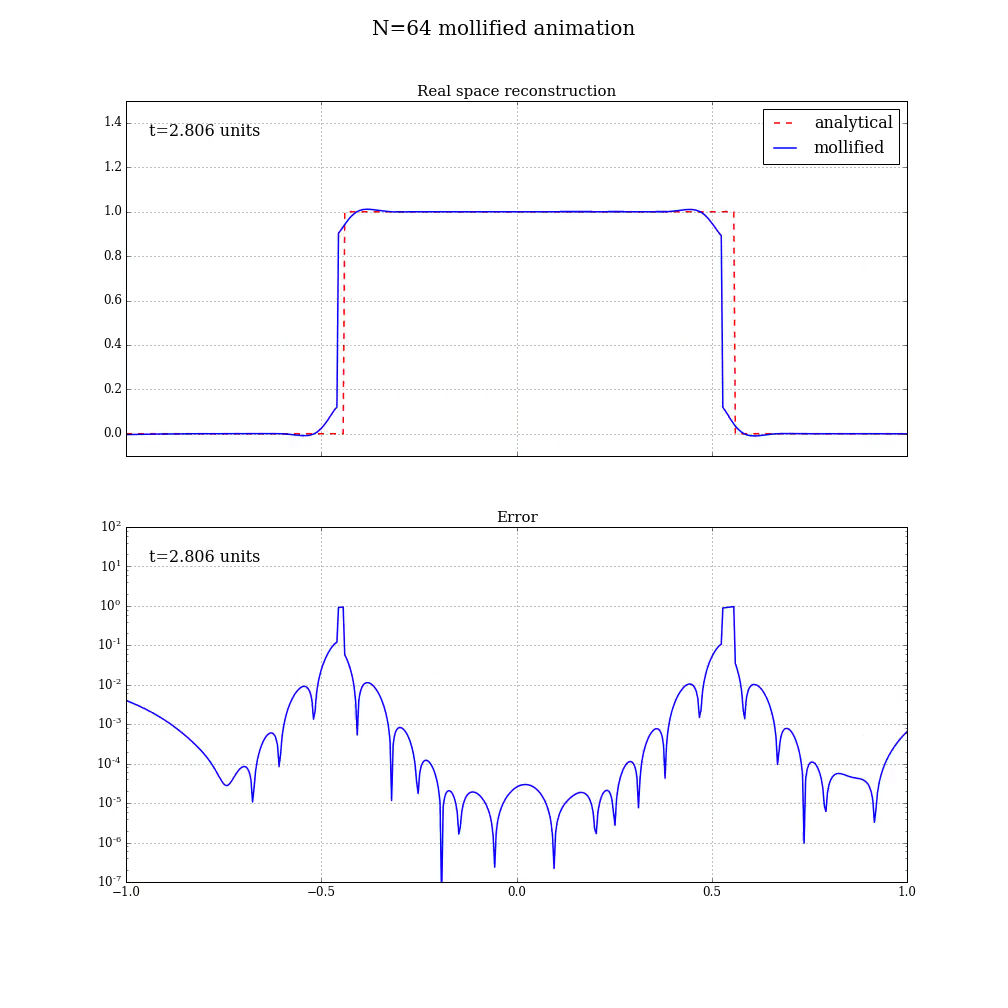 N=64 mollified animation
Real space reconstruction
t=2.806 units
analytical
mollified
1.4
1.2
1.0
0.8
0.6
0.4
0.2
0.0
Error
t=2.806 units
10²
10¹
10⁰
10⁻¹
10⁻²
10⁻³
10⁻⁴
10⁻⁵
10⁻⁶
10⁻⁷
−1.0 −0.5 0.0 0.5 1.0